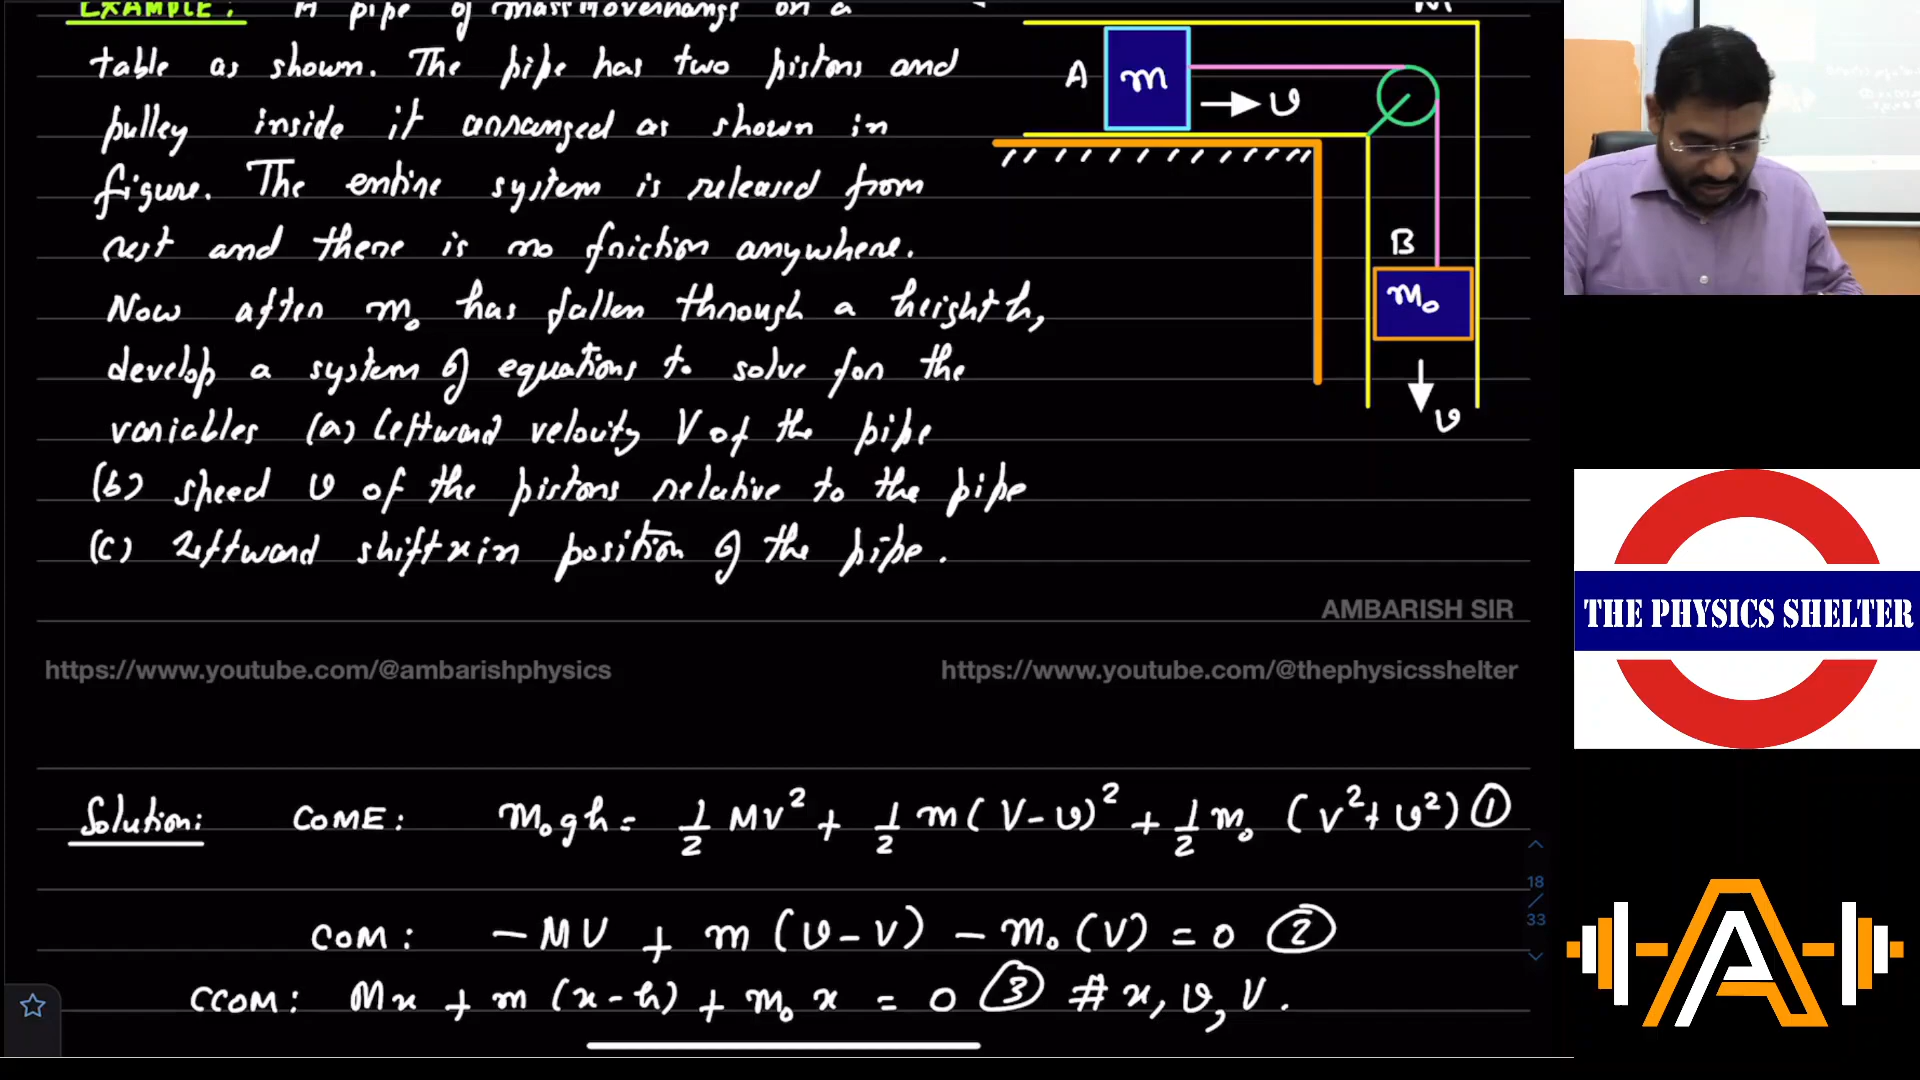 EXAMPLE: A pipe of mass M overhangs on a
table as shown. The pipe has two pistons and
pulley inside it arranged as shown in
figure. The entire system is released from
rest and there is no friction anywhere.
Now after m₀ has fallen through a height h,
develop a system of equations to solve for the
variables (a) Leftward velocity V of the pipe
(b) speed v of the pistons relative to the pipe
(c) Leftward shift x in position of the pipe.
M
A m → v
B
m₀
v
AMBARISH SIR
https://www.youtube.com/@ambarishphysics https://www.youtube.com/@thephysicsshelter
Solution: COME: m₀gh = 1/2 MV² + 1/2 m(V-v)² + 1/2 m₀ (V²+v²) ①
COM: -MV + m(v-V) - m₀(V) = 0 ②
CCOM: Mx + m(x-h) + m₀x = 0 ③ # x, v, V.
18
/
33
THE PHYSICS SHELTER
A